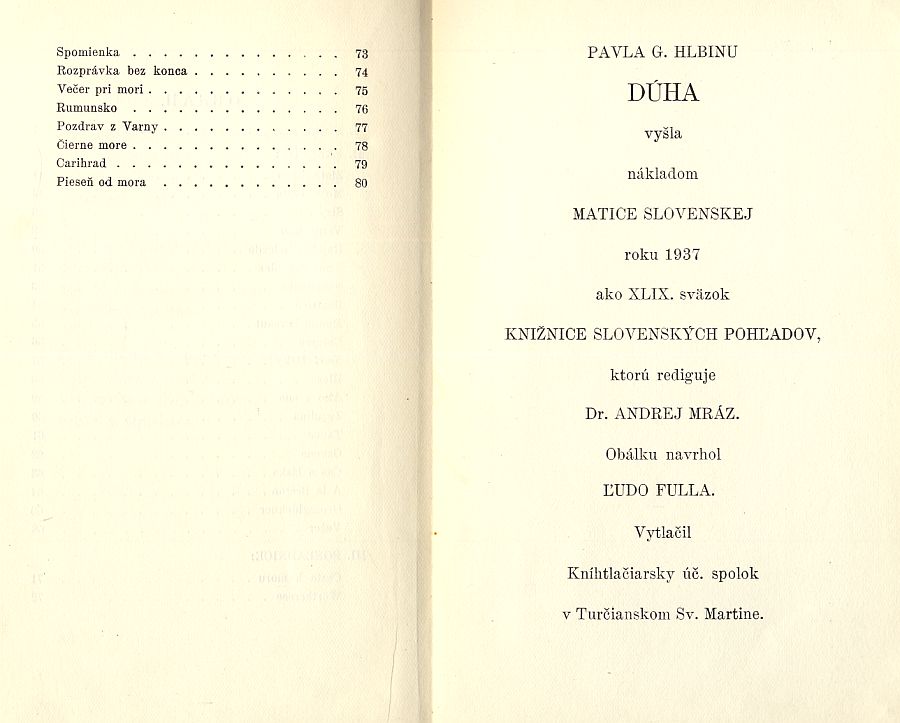 Spomienka . . . . . . . . . . . . . . 73
Rozprávka bez konca . . . . . . . . . . 74
Večer pri mori . . . . . . . . . . . . . 75
Rumunsko . . . . . . . . . . . . . . 76
Pozdrav z Varny . . . . . . . . . . . . 77
Čierne more . . . . . . . . . . . . . . 78
Carihrad . . . . . . . . . . . . . . . 79
Pieseň od mora . . . . . . . . . . . . 80
PAVLA G. HLBINU
DÚHA
vyšla
nákladom
MATICE SLOVENSKEJ
roku 1937
ako XLIX. sväzok
KNIŽNICE SLOVENSKÝCH POHĽADOV,
ktorú rediguje
Dr. ANDREJ MRÁZ.
Obálku navrhol
ĽUDO FULLA.
Vytlačil
Kníhtlačiarsky úč. spolok
v Turčianskom Sv. Martine.